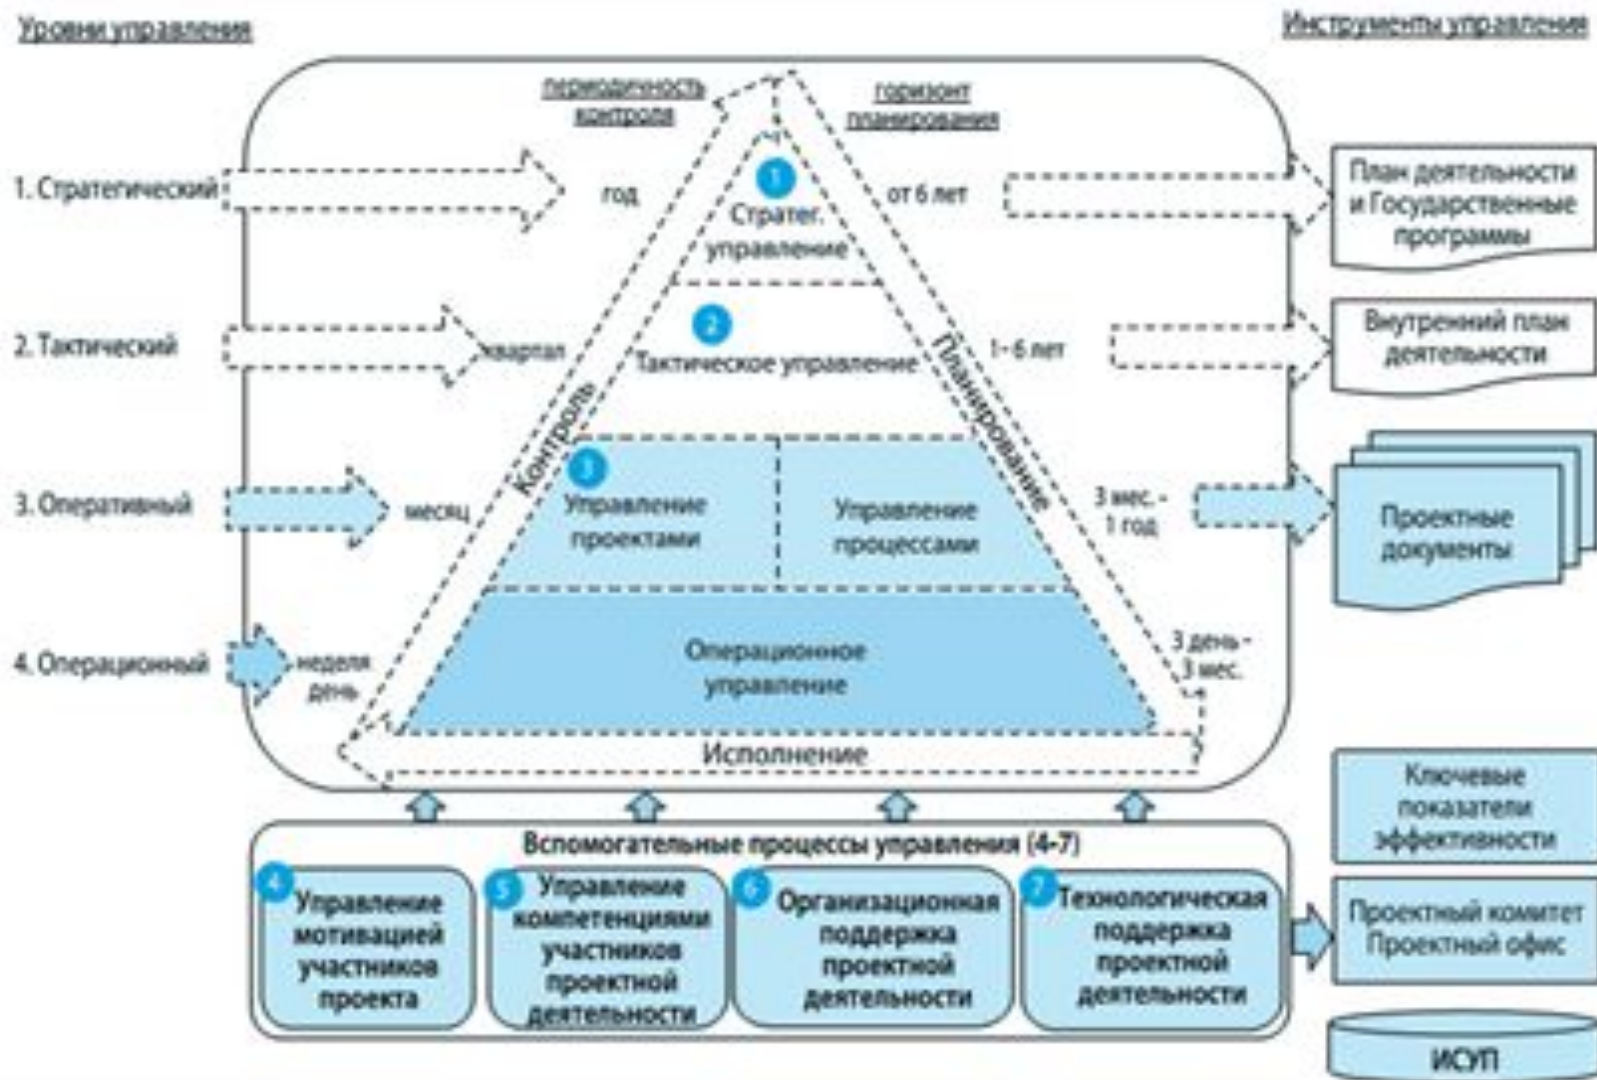 Уровни управления
Инструменты управления
периодичность
контроля
горизонт
планирования
1. Стратегический
год
1
Стратег.
управление
от 6 лет
План деятельности
и Государственные
программы
2. Тактический
квартал
2
Тактическое управление
1-6 лет
Внутренний план
деятельности
Контроль
Планирование
3. Оперативный
месяц
3
Управление
проектами
Управление
процессами
3 мес. -
1 год
Проектные
документы
4. Операционный
неделя
день
Операционное
управление
3 день -
3 мес.
Исполнение
Вспомогательные процессы управления (4-7)
4
Управление
мотивацией
участников
проекта
5
Управление
компетенциями
участников
проектной
деятельности
6
Организационная
поддержка
проектной
деятельности
7
Технологическая
поддержка
проектной
деятельности
Ключевые
показатели
эффективности
Проектный комитет
Проектный офис
ИСУП